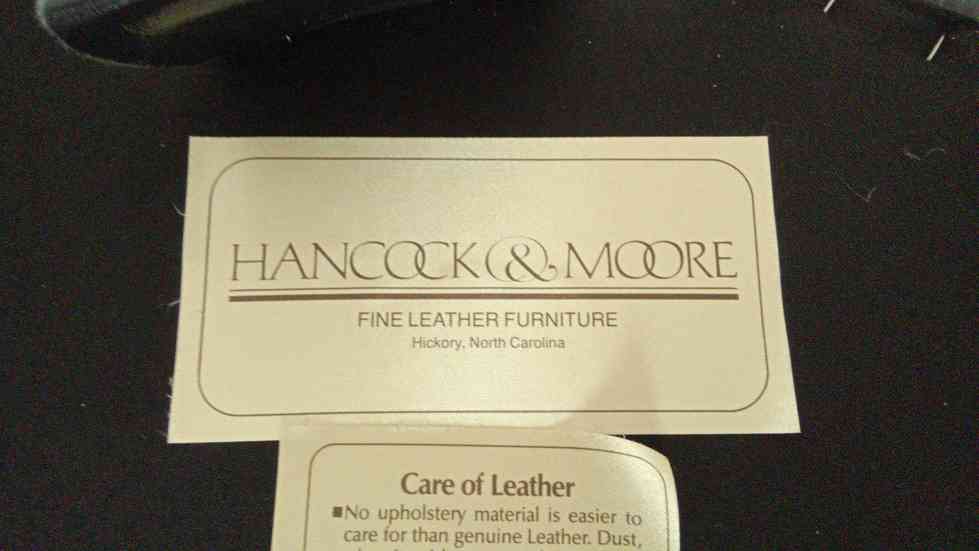 HANCOCK & MOORE
FINE LEATHER FURNITURE
Hickory, North Carolina
Care of Leather
■No upholstery material is easier to
care for than genuine Leather. Dust,